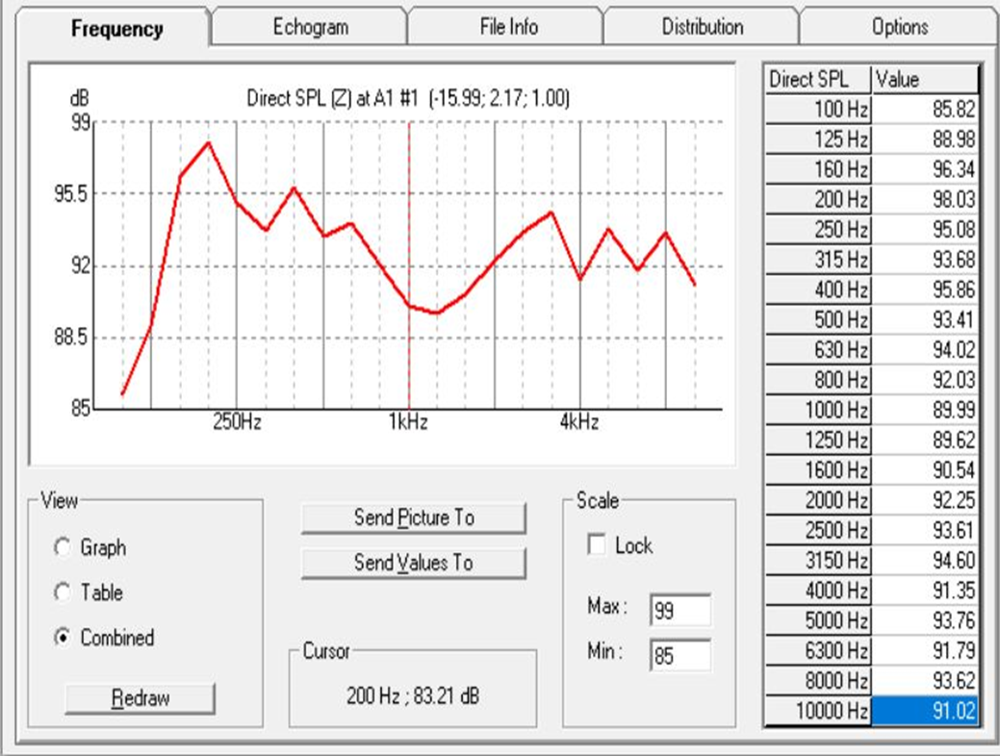 Frequency Echogram File Info Distribution Options
dB Direct SPL (Z) at A1 #1 (-15.99; 2.17; 1.00)
99
95.5
92
88.5
85
250Hz 1kHz 4kHz
Direct SPL Value
100 Hz 85.82
125 Hz 88.98
160 Hz 96.34
200 Hz 98.03
250 Hz 95.08
315 Hz 93.68
400 Hz 95.86
500 Hz 93.41
630 Hz 94.02
800 Hz 92.03
1000 Hz 89.99
1250 Hz 89.62
1600 Hz 90.54
2000 Hz 92.25
2500 Hz 93.61
3150 Hz 94.60
4000 Hz 91.35
5000 Hz 93.76
6300 Hz 91.79
8000 Hz 93.62
10000 Hz 91.02
View
Graph
Table
Combined
Redraw
Send Picture To
Send Values To
Cursor
200 Hz ; 83.21 dB
Scale
Lock
Max : 99
Min : 85